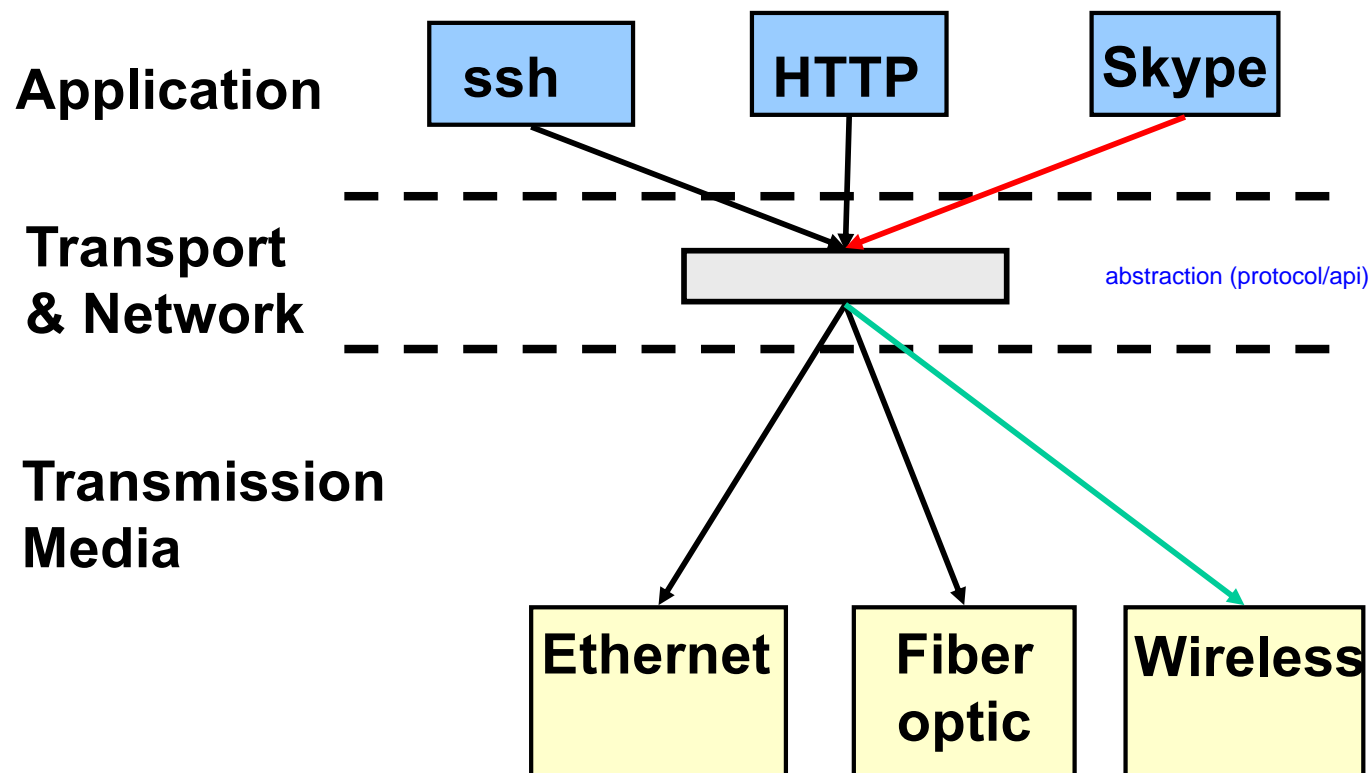 Application
ssh
HTTP
Skype
Transport
& Network
abstraction (protocol/api)
Transmission
Media
Ethernet
Fiber
optic
Wireless